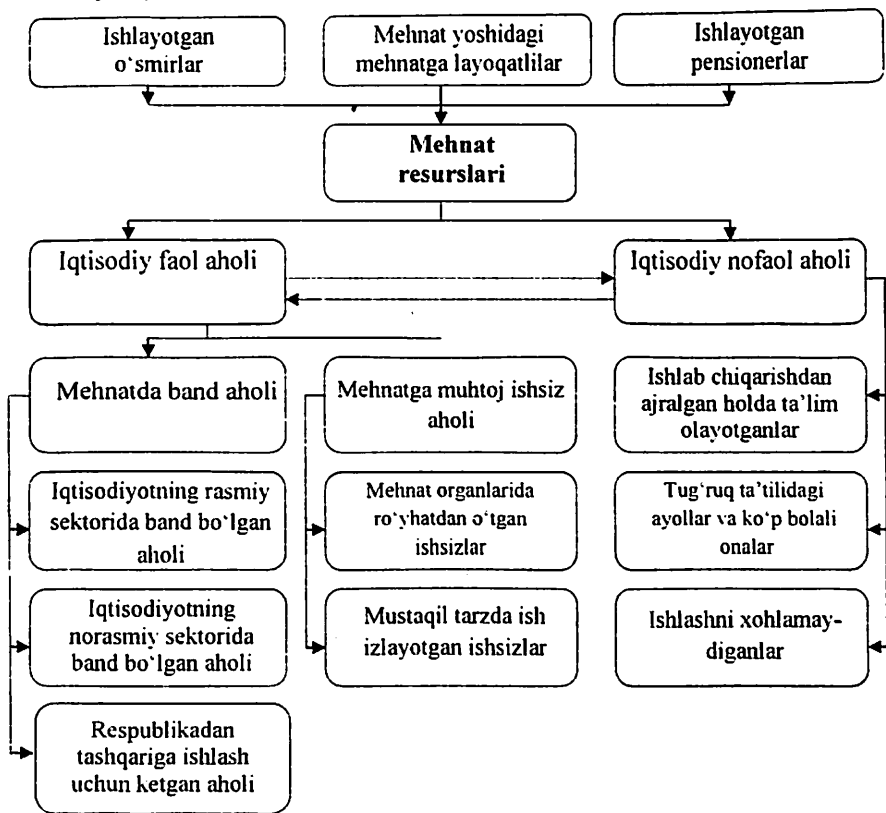 Ishlayotgan
o‘smirlar
Mehnat yoshidagi
mehnatga layoqatlilar
Ishlayotgan
pensionerlar
Mehnat
resurslari
Iqtisodiy faol aholi
Iqtisodiy nofaol aholi
Mehnatda band aholi
Mehnatga muhtoj ishsiz
aholi
Ishlab chiqarishdan
ajralgan holda ta’lim
olayotganlar
Iqtisodiyotning rasmiy
sektorida band bo‘lgan
aholi
Mehnat organlarida
ro‘yhatdan o‘tgan
ishsizlar
Tug‘ruq ta’tilidagi
ayollar va ko‘p bolali
onalar
Iqtisodiyotning
norasmiy sektorida
band bo‘lgan aholi
Mustaqil tarzda ish
izlayotgan ishsizlar
Ishlashni xohlamay-
diganlar
Respublikadan
tashqariga ishlash
uchun ketgan aholi